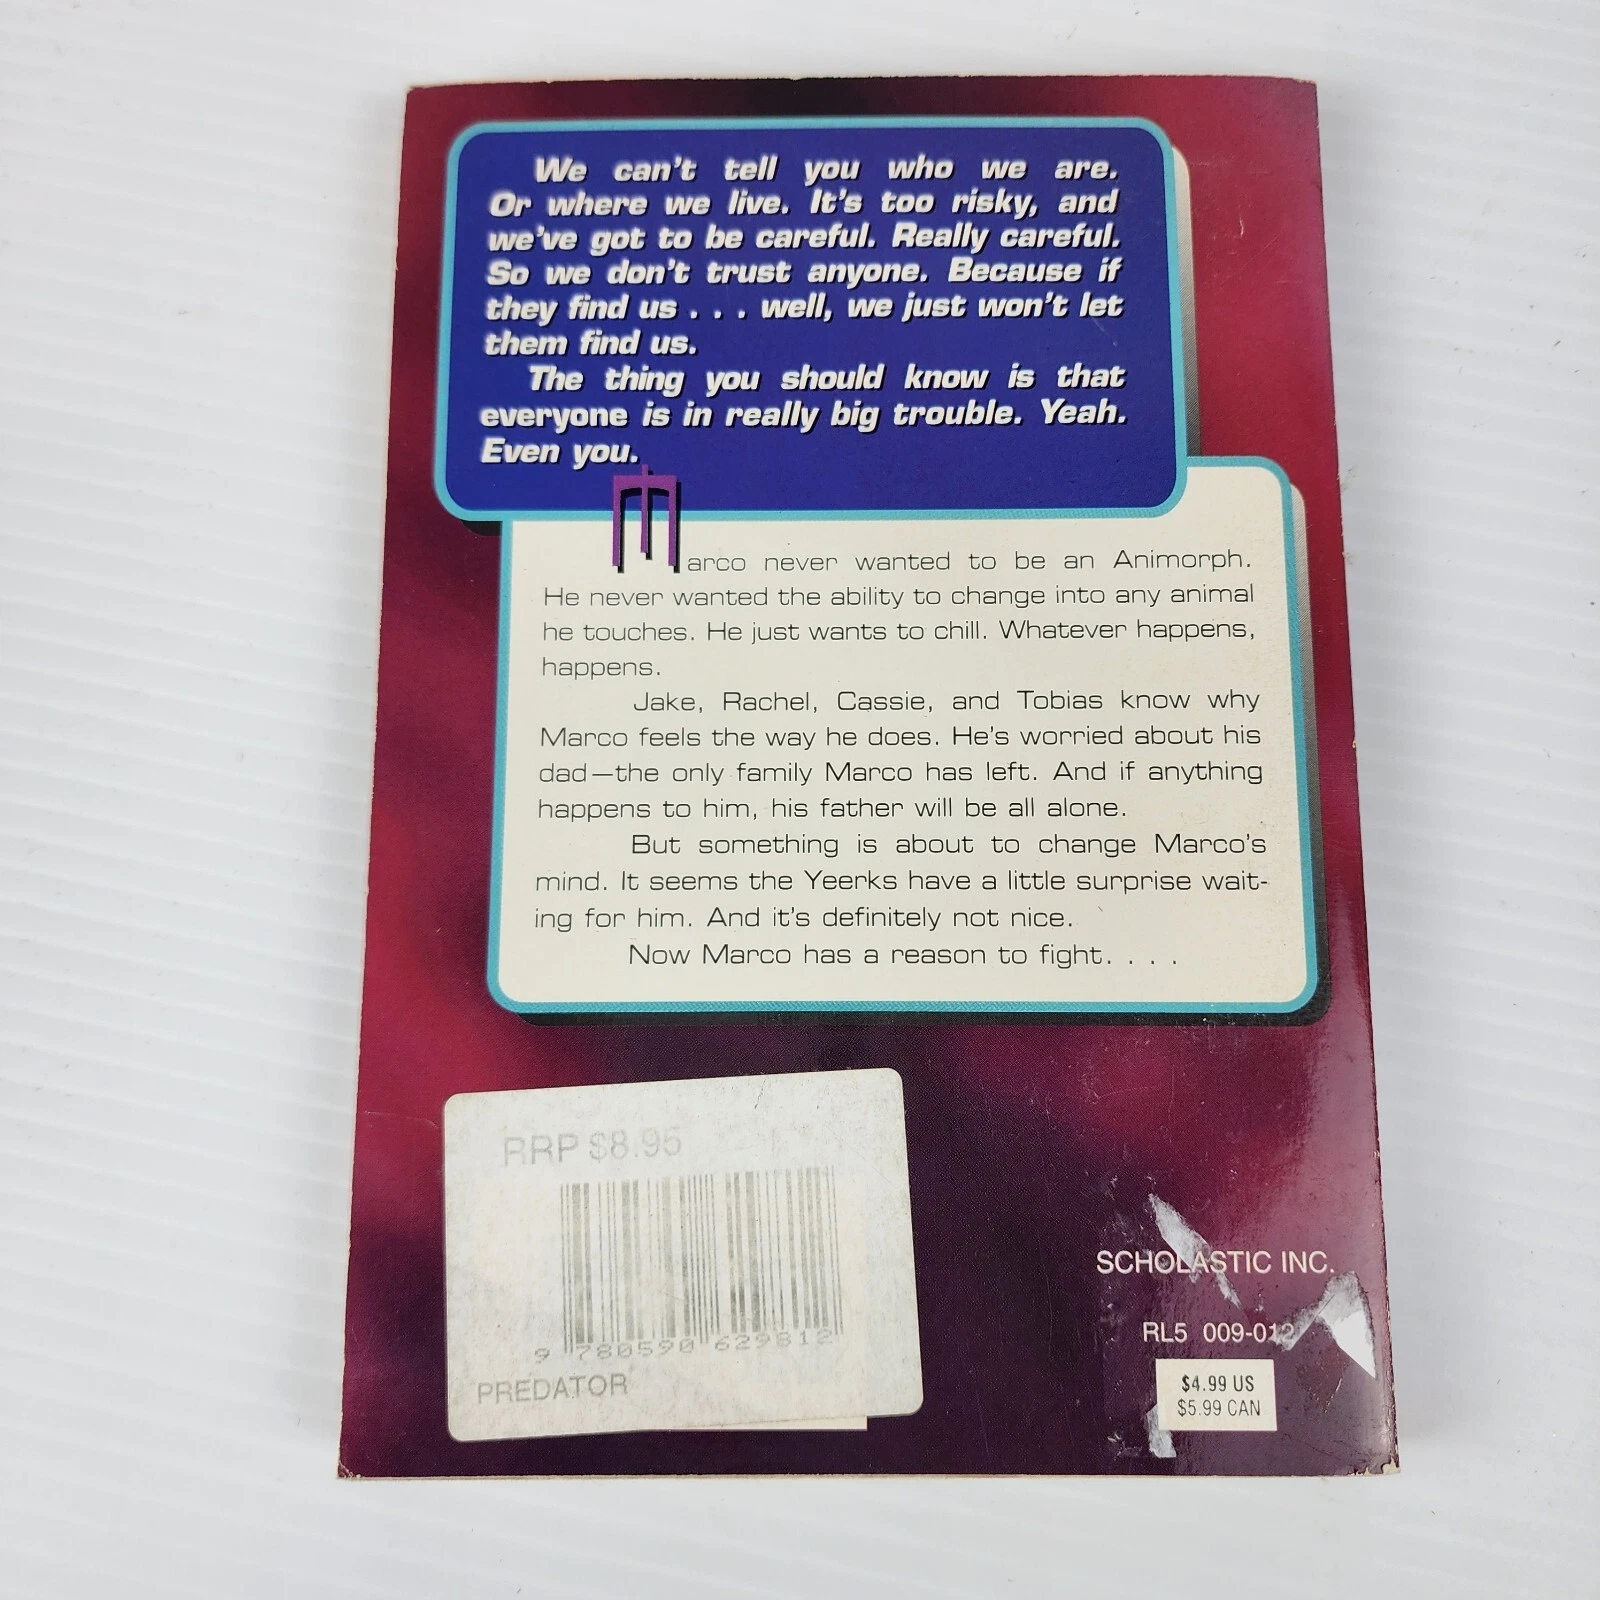 We can't tell you who we are.
Or where we live. It's too risky, and
we've got to be careful. Really careful.
So we don't trust anyone. Because if
they find us . . . well, we just won't let
them find us.
The thing you should know is that
everyone is in really big trouble. Yeah.
Even you.
Marco never wanted to be an Animorph.
He never wanted the ability to change into any animal
he touches. He just wants to chill. Whatever happens,
happens.
Jake, Rachel, Cassie, and Tobias know why
Marco feels the way he does. He's worried about his
dad—the only family Marco has left. And if anything
happens to him, his father will be all alone.
But something is about to change Marco's
mind. It seems the Yeerks have a little surprise wait-
ing for him. And it's definitely not nice.
Now Marco has a reason to fight. . . .
RRP $8.95
9 780590 629812
PREDATOR
SCHOLASTIC INC.
RL5 009-012
$4.99 US
$5.99 CAN